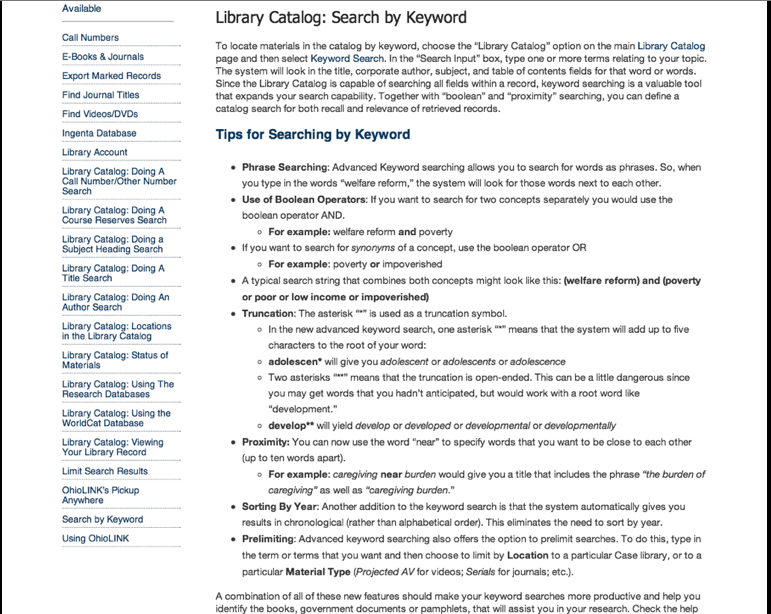 Available
Call Numbers
E-Books & Journals
Export Marked Records
Find Journal Titles
Find Videos/DVDs
Ingenta Database
Library Account
Library Catalog: Doing A
Call Number/Other Number
Search
Library Catalog: Doing A
Course Reserves Search
Library Catalog: Doing a
Subject Heading Search
Library Catalog: Doing A
Title Search
Library Catalog: Doing An
Author Search
Library Catalog: Locations
in the Library Catalog
Library Catalog: Status of
Materials
Library Catalog: Using The
Research Databases
Library Catalog: Using the
WorldCat Database
Library Catalog: Viewing
Your Library Record
Limit Search Results
OhioLINK's Pickup
Anywhere
Search by Keyword
Using OhioLINK
Library Catalog: Search by Keyword
To locate materials in the catalog by keyword, choose the “Library Catalog” option on the main Library Catalog
page and then select Keyword Search. In the “Search Input” box, type one or more terms relating to your topic.
The system will look in the title, corporate author, subject, and table of contents fields for that word or words.
Since the Library Catalog is capable of searching all fields within a record, keyword searching is a valuable tool
that expands your search capability. Together with “boolean” and “proximity” searching, you can define a
catalog search for both recall and relevance of retrieved records.
Tips for Searching by Keyword
• Phrase Searching: Advanced Keyword searching allows you to search for words as phrases. So, when
you type in the words “welfare reform,” the system will look for those words next to each other.
• Use of Boolean Operators: If you want to search for two concepts separately you would use the
boolean operator AND.
◦ For example: welfare reform and poverty
• If you want to search for synonyms of a concept, use the boolean operator OR
◦ For example: poverty or impoverished
• A typical search string that combines both concepts might look like this: (welfare reform) and (poverty
or poor or low income or impoverished)
• Truncation: The asterisk “*” is used as a truncation symbol.
◦ In the new advanced keyword search, one asterisk “*” means that the system will add up to five
characters to the root of your word:
◦ adolescen* will give you adolescent or adolescents or adolescence
◦ Two asterisks “**” means that the truncation is open-ended. This can be a little dangerous since
you may get words that you hadn't anticipated, but would work with a root word like
“development.”
◦ develop** will yield develop or developed or developmental or developmentally
• Proximity: You can now use the word “near” to specify words that you want to be close to each other
(up to ten words apart).
◦ For example: caregiving near burden would give you a title that includes the phrase “the burden of
caregiving” as well as “caregiving burden.”
• Sorting By Year: Another addition to the keyword search is that the system automatically gives you
results in chronological (rather than alphabetical order). This eliminates the need to sort by year.
• Prelimiting: Advanced keyword searching also offers the option to prelimit searches. To do this, type in
the term or terms that you want and then choose to limit by Location to a particular Case library, or to a
particular Material Type (Projected AV for videos; Serials for journals; etc.).
A combination of all of these new features should make your keyword searches more productive and help you
identify the books, government documents or pamphlets, that will assist you in your research. Check the help